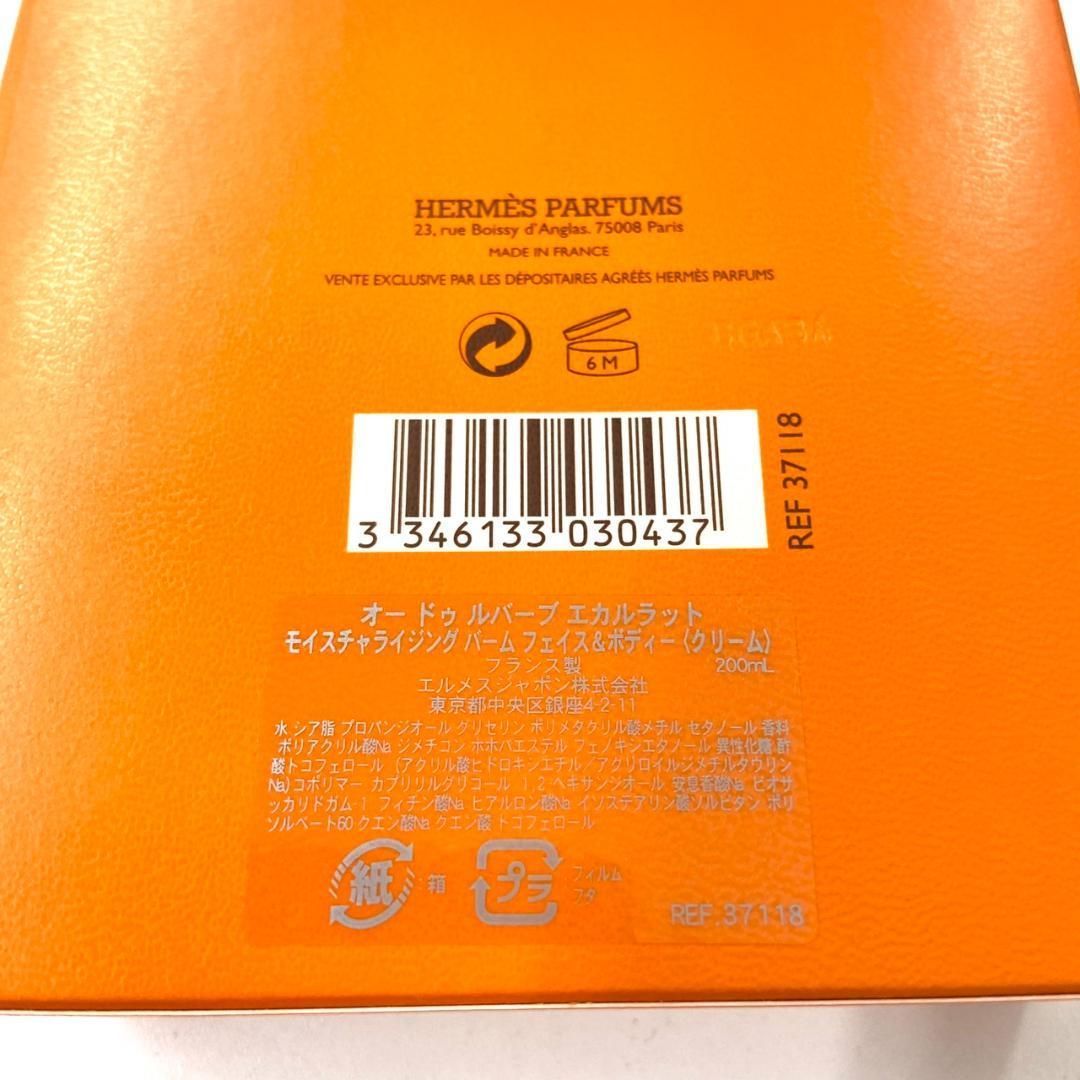 HERMÈS PARFUMS
23, rue Boissy d'Anglas. 75008 Paris
MADE IN FRANCE
VENTE EXCLUSIVE PAR LES DÉPOSITAIRES AGRÉÉS HERMÈS PARFUMS
6M
3 346133 030437
REF 37118
オー ドゥ ルバーブ エカルラット
モイスチャライジング バーム フェイス&ボディー〈クリーム〉
フランス製 200mL
エルメスジャポン株式会社
東京都中央区銀座4-2-11
水 シア脂 プロパンジオール グリセリン ポリメタクリル酸メチル セタノール 香料
ポリアクリル酸Na ジメチコン ホホバエステル フェノキシエタノール 異性化糖 酢
酸トコフェロール (アクリル酸ヒドロキシエチル/アクリロイルジメチルタウリン
Na)コポリマー カプリリルグリコール 1,2-ヘキサンジオール 安息香酸Na ビオサ
ッカリドガム-1 フィチン酸Na ヒアルロン酸Na イソステアリン酸ソルビタン ポリ
ソルベート60 クエン酸Na クエン酸 トコフェロール
紙 箱 プラ フィルム
フタ
REF.37118